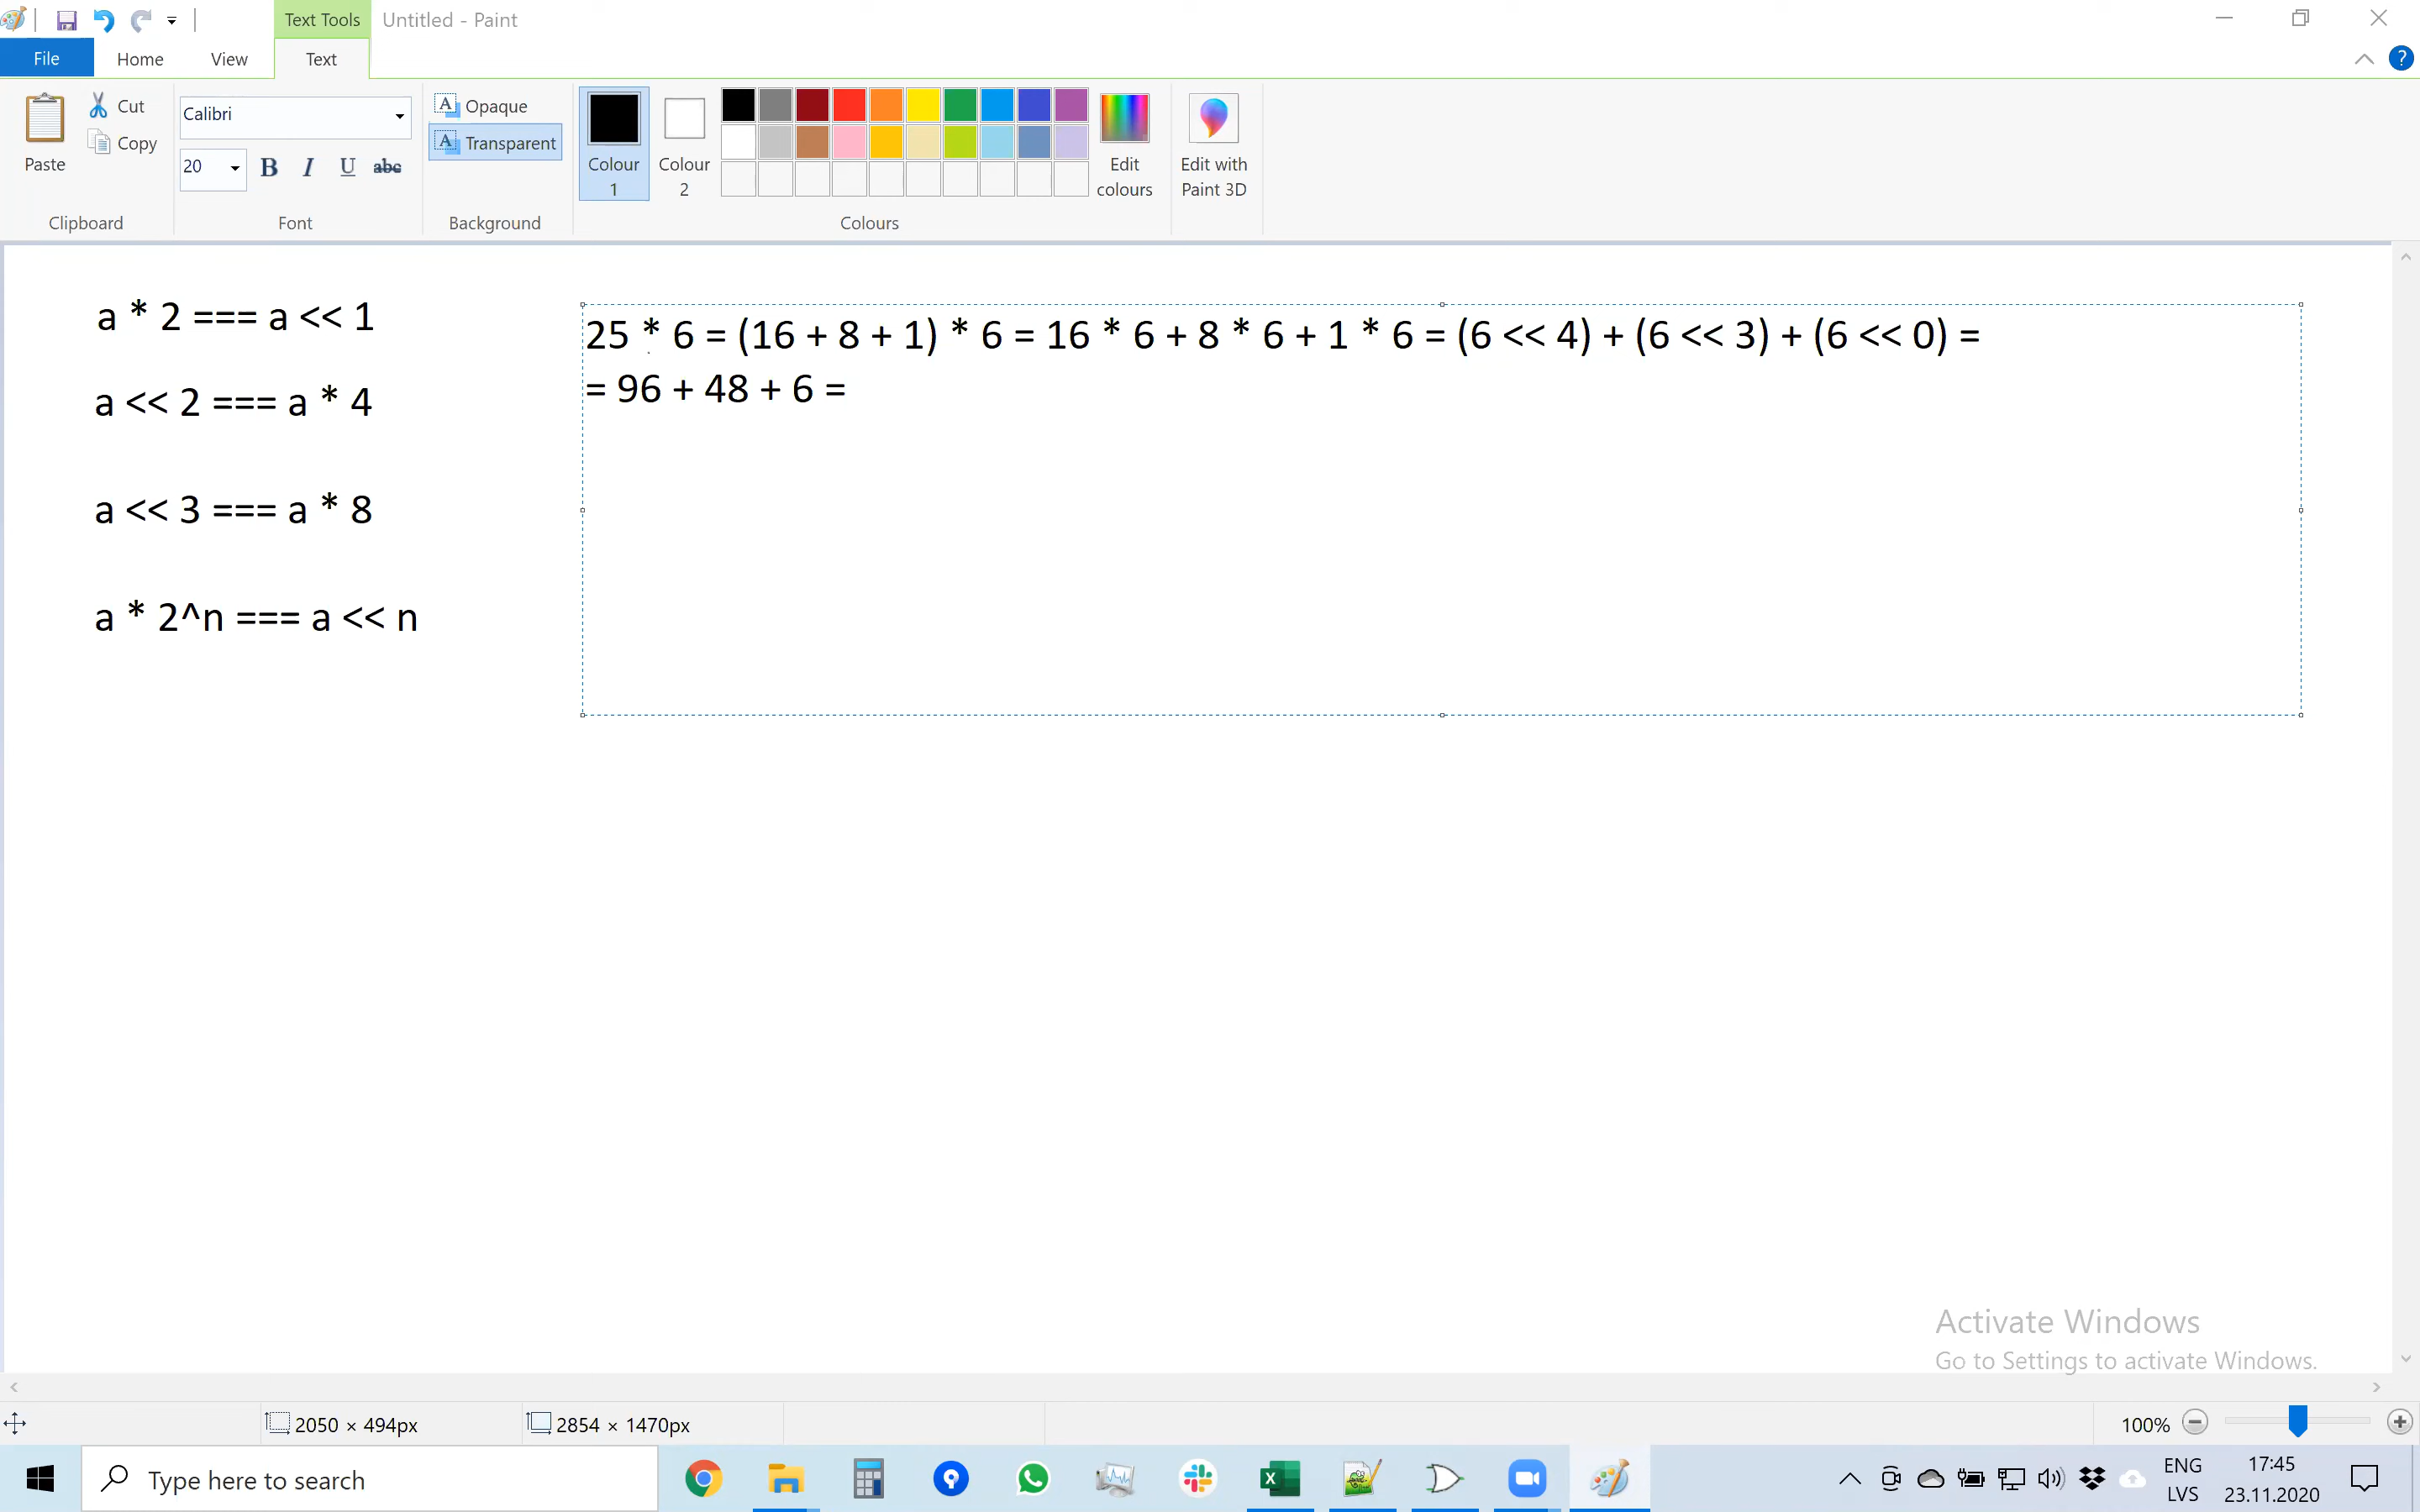 Untitled - Paint
Text Tools
File Home View Text
Paste
Cut
Copy
Clipboard
Calibri
20 B I U abc
Font
A Opaque
A Transparent
Background
Colour 1
Colour 2
Edit colours
Colours
Edit with Paint 3D
a * 2 === a << 1
a << 2 === a * 4
a << 3 === a * 8
a * 2^n === a << n
25 * 6 = (16 + 8 + 1) * 6 = 16 * 6 + 8 * 6 + 1 * 6 = (6 << 4) + (6 << 3) + (6 << 0) =
= 96 + 48 + 6 =
Activate Windows
Go to Settings to activate Windows.
2050 × 494px
2854 × 1470px
100%
Type here to search
ENG
LVS
17:45
23.11.2020